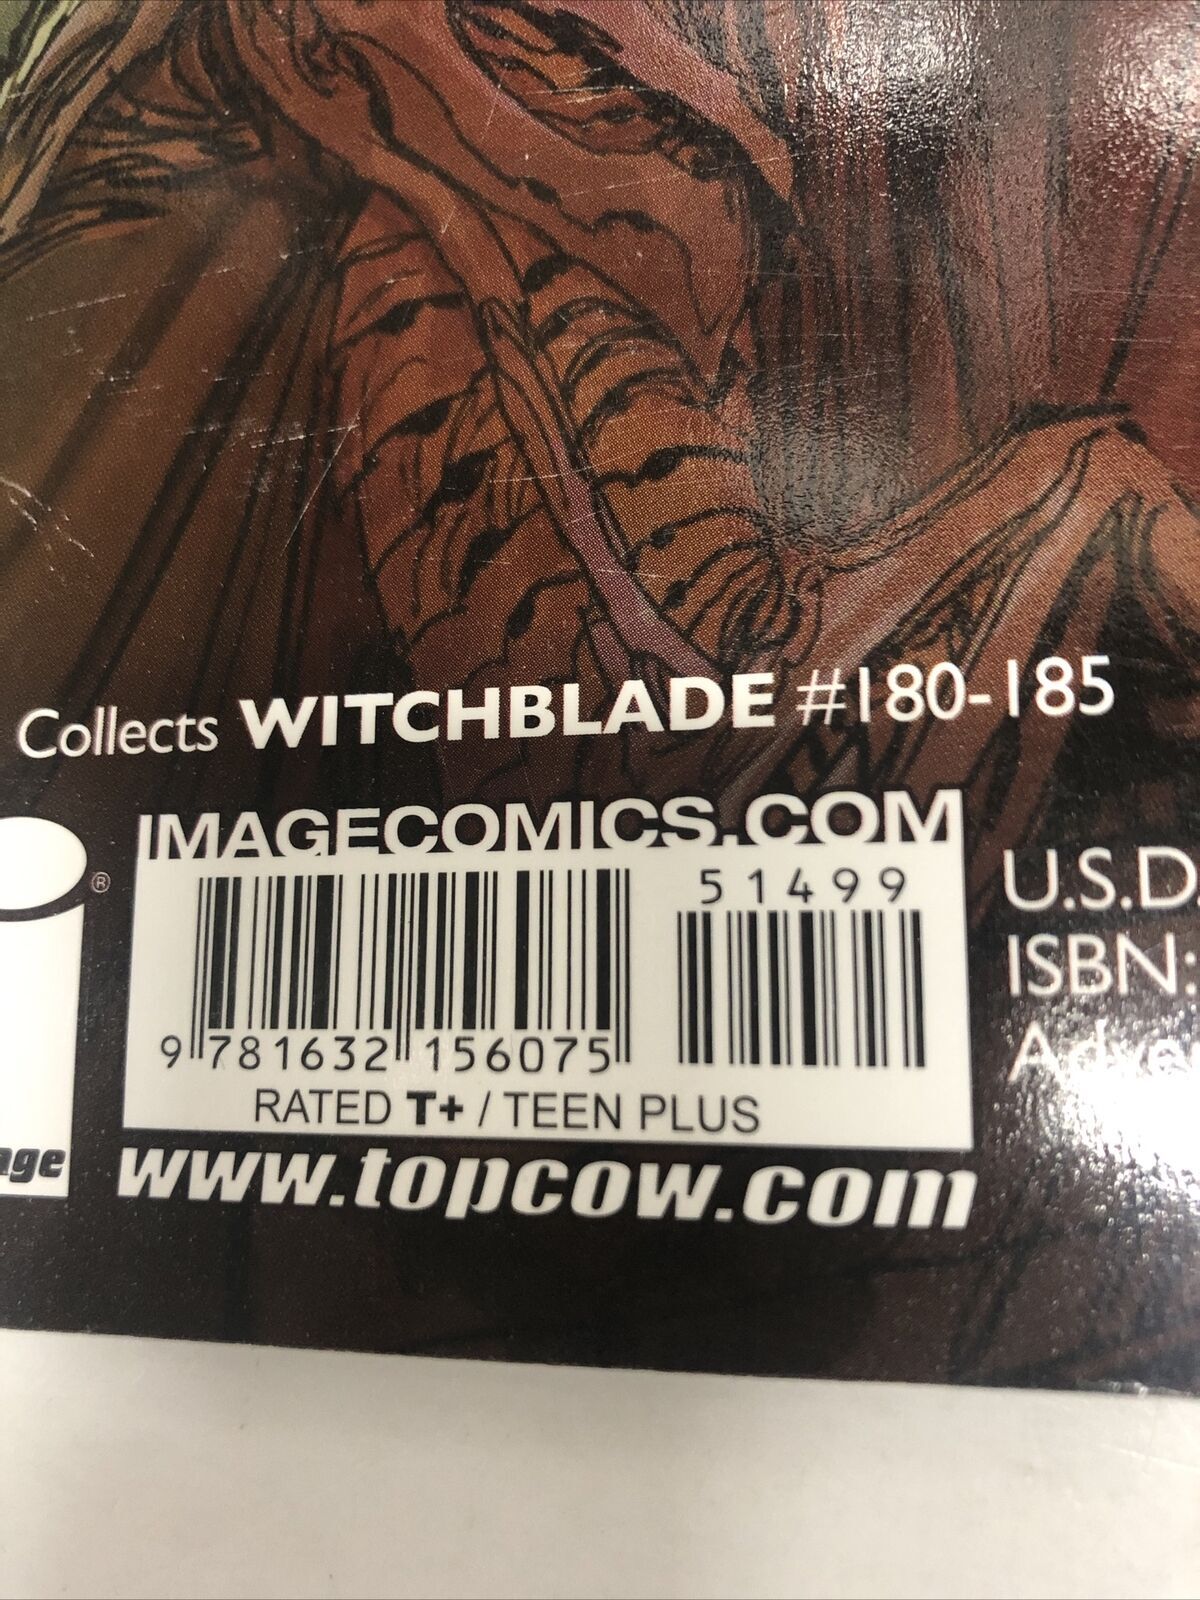 Collects WITCHBLADE #180-185
IMAGECOMICS.COM
®
51499
9 781632 156075
RATED T+ / TEEN PLUS
www.topcow.com
U.S.D.
ISBN: